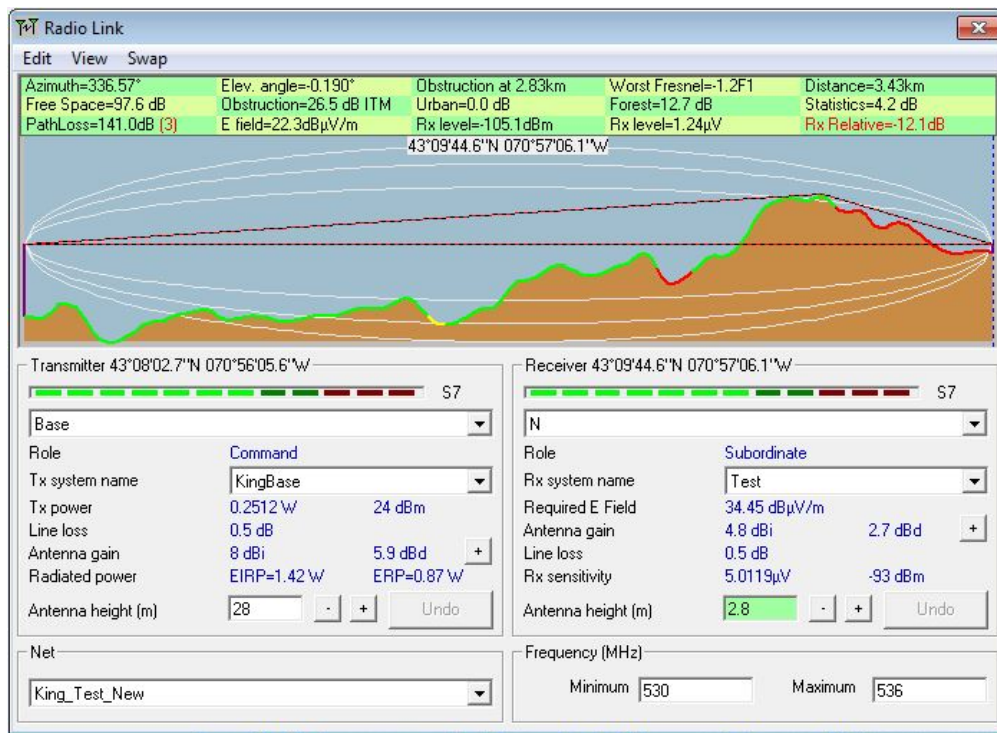 Radio Link
Edit View Swap
Azimuth=336.57° Elev. angle=-0.190° Obstruction at 2.83km Worst Fresnel=-1.2F1 Distance=3.43km
Free Space=97.6 dB Obstruction=26.5 dB ITM Urban=0.0 dB Forest=12.7 dB Statistics=4.2 dB
PathLoss=141.0dB (3) E field=22.3dBµV/m Rx level=-105.1dBm Rx level=1.24µV Rx Relative=-12.1dB
43°09'44.6"N 070°57'06.1"W
Transmitter 43°08'02.7"N 070°56'05.6"W
S7
Base
Role Command
Tx system name KingBase
Tx power 0.2512 W 24 dBm
Line loss 0.5 dB
Antenna gain 8 dBi 5.9 dBd +
Radiated power EIRP=1.42 W ERP=0.87 W
Antenna height (m) 28 - + Undo
Net
King_Test_New
Receiver 43°09'44.6"N 070°57'06.1"W
S7
N
Role Subordinate
Rx system name Test
Required E Field 34.45 dBµV/m
Antenna gain 4.8 dBi 2.7 dBd +
Line loss 0.5 dB
Rx sensitivity 5.0119µV -93 dBm
Antenna height (m) 2.8 - + Undo
Frequency (MHz)
Minimum 530 Maximum 536